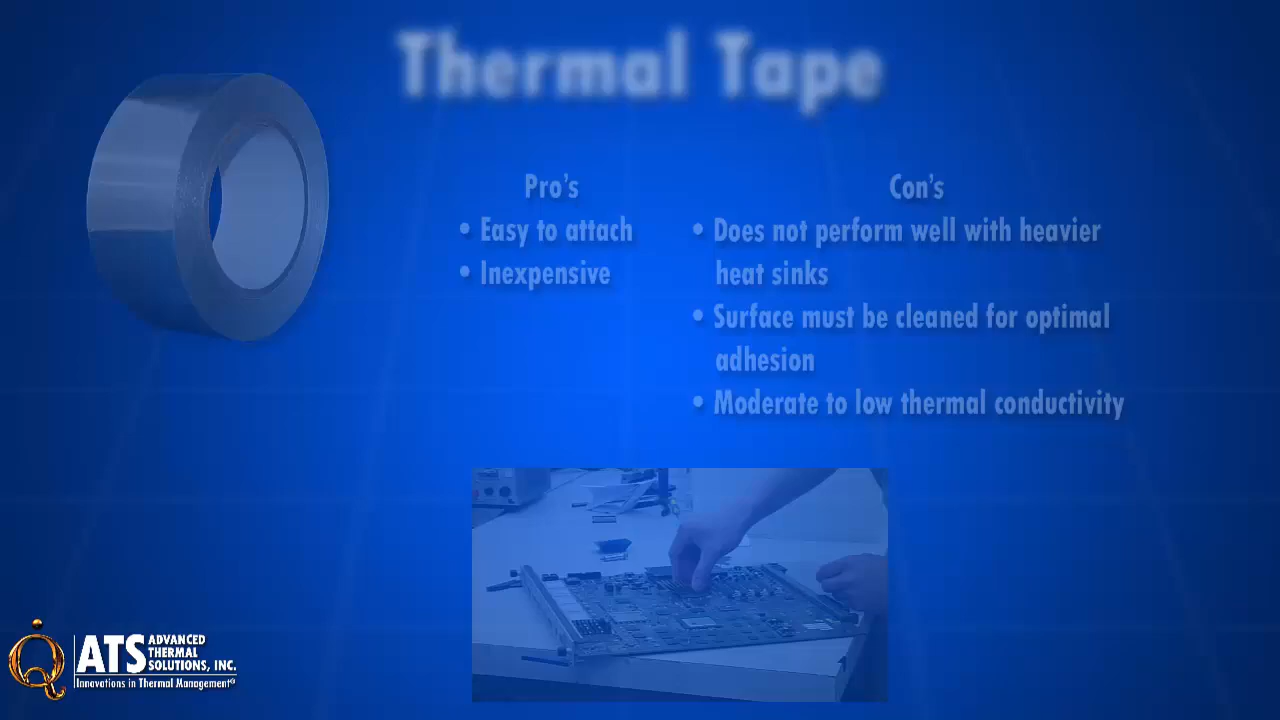 Thermal Tape
Pro's
• Easy to attach
• Inexpensive
Con's
• Does not perform well with heavier
heat sinks
• Surface must be cleaned for optimal
adhesion
• Moderate to low thermal conductivity
ATS
ADVANCED
THERMAL
SOLUTIONS, INC.
Innovations in Thermal Management®